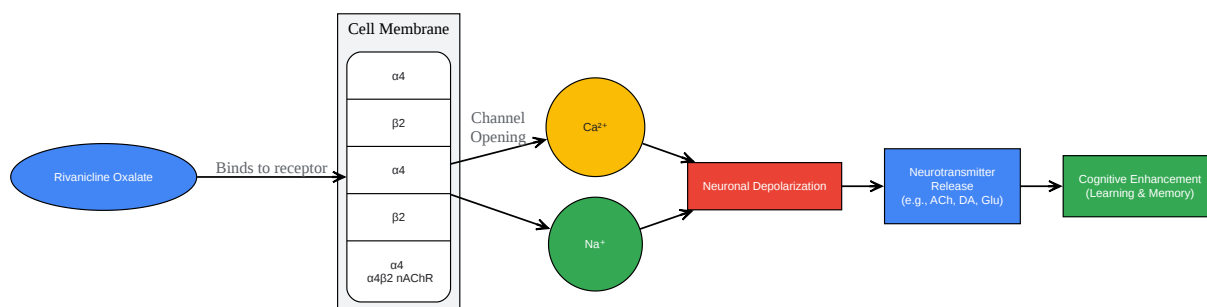 Cell Membrane
α4
β2
α4
β2
α4
α4β2 nAChR
Rivanicline Oxalate
Binds to receptor
Channel
Opening
Ca²⁺
Na⁺
Neuronal Depolarization
Neurotransmitter
Release
(e.g., ACh, DA, Glu)
Cognitive Enhancement
(Learning & Memory)